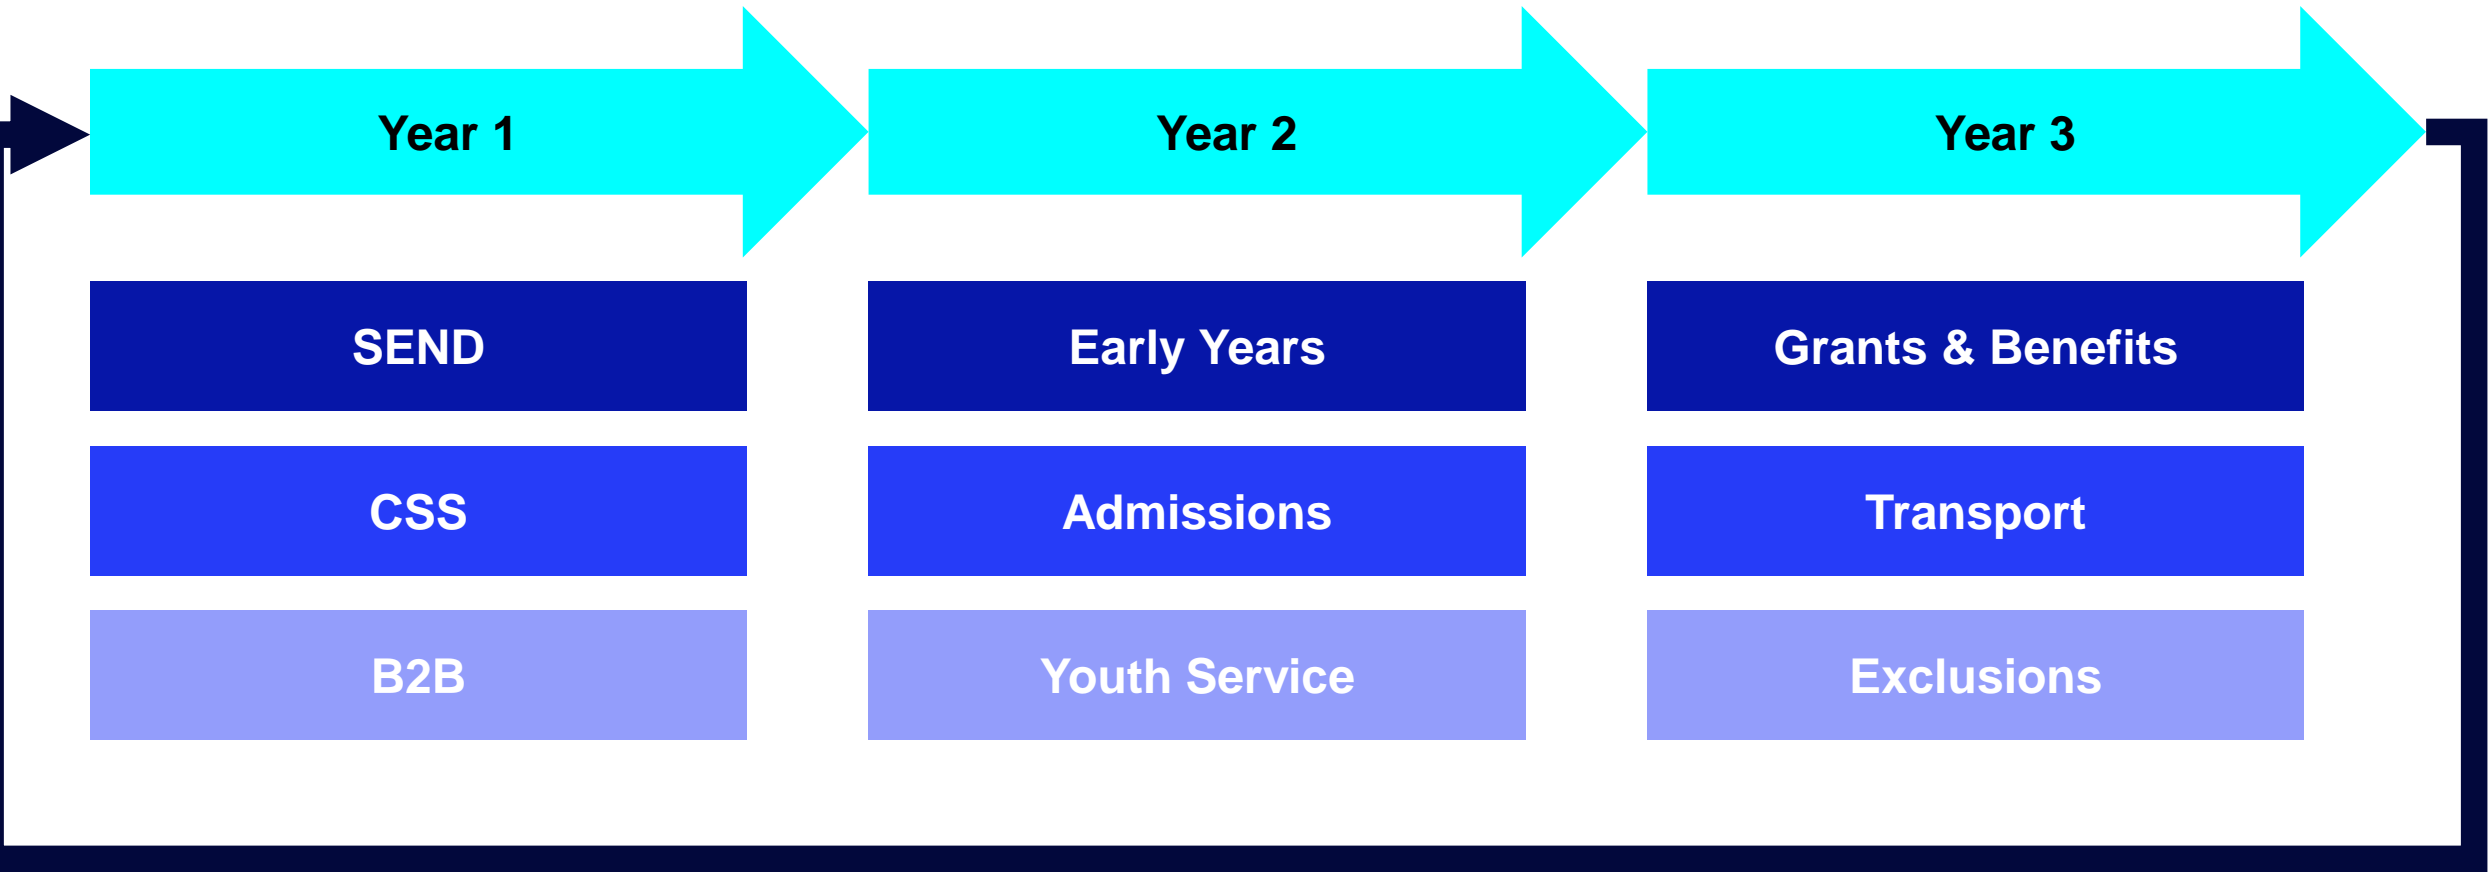 Year 1
Year 2
Year 3
SEND
Early Years
Grants & Benefits
CSS
Admissions
Transport
B2B
Youth Service
Exclusions